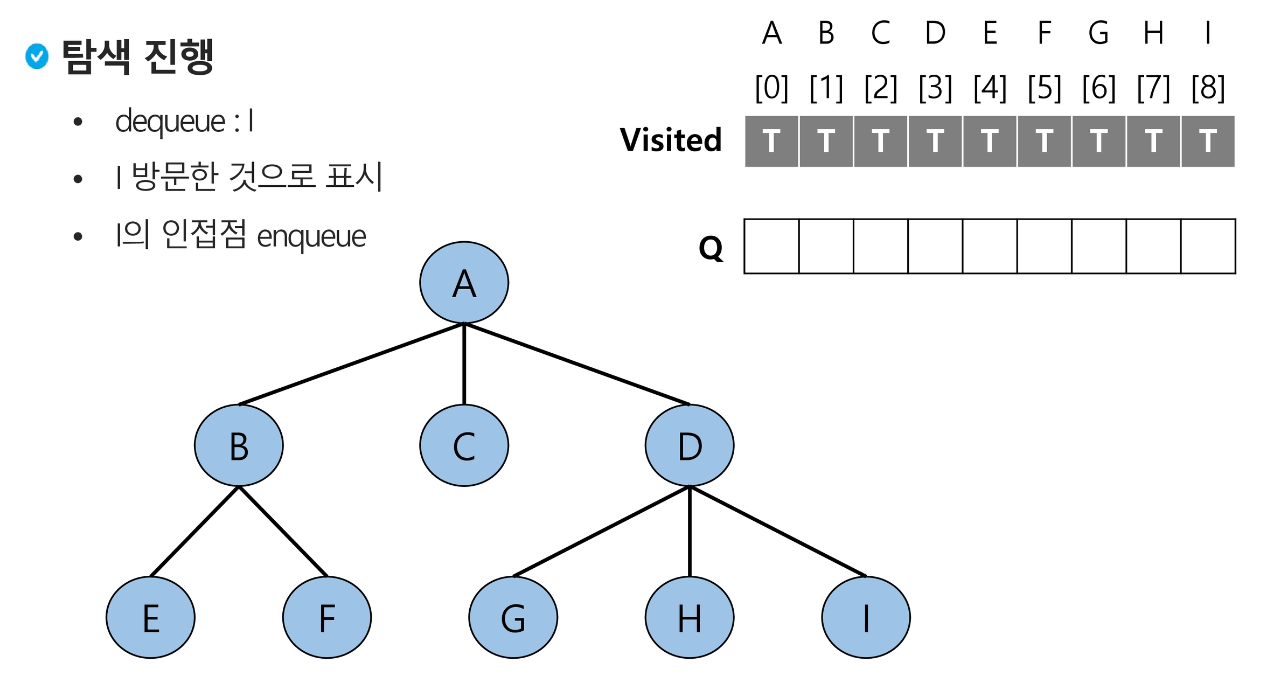 탐색 진행
• dequeue : I
• I 방문한 것으로 표시
• I의 인접점 enqueue
A B C D E F G H I
[0] [1] [2] [3] [4] [5] [6] [7] [8]
Visited T T T T T T T T T
Q
A
B C D
E F G H I